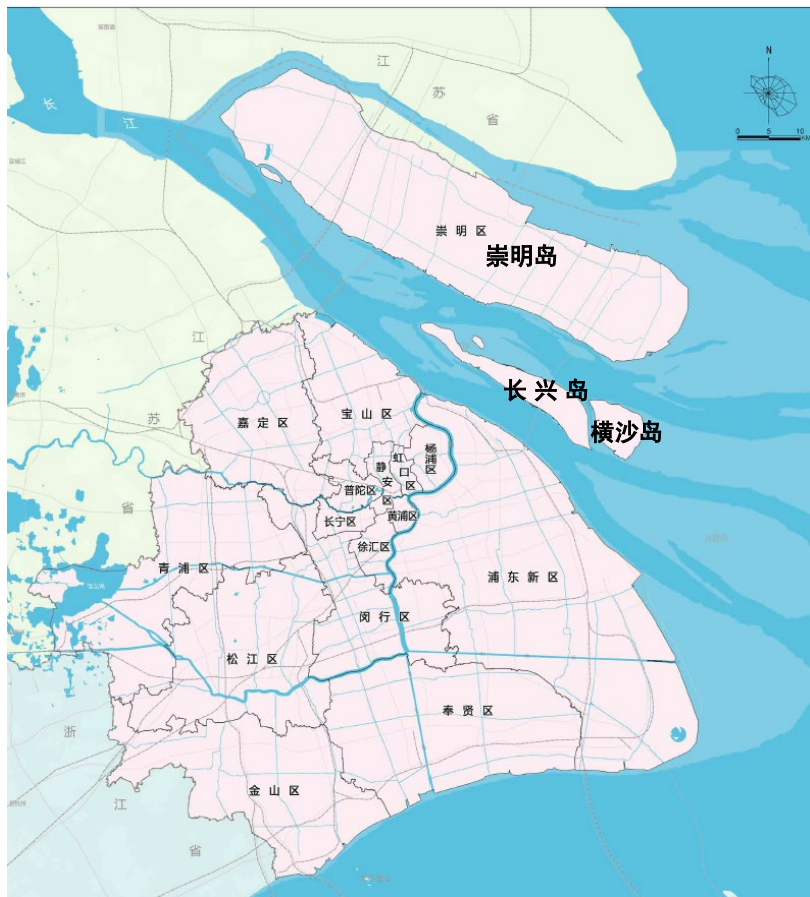 江
苏
省
长
江
N
0 5 10
KM
崇明区
崇明岛
江
苏
省
长兴岛
横沙岛
嘉定区
宝山区
杨浦区
虹口区
静安区
普陀区
黄浦区
长宁区
徐汇区
青浦区
浦东新区
闵行区
松江区
奉贤区
金山区
浙
江
省